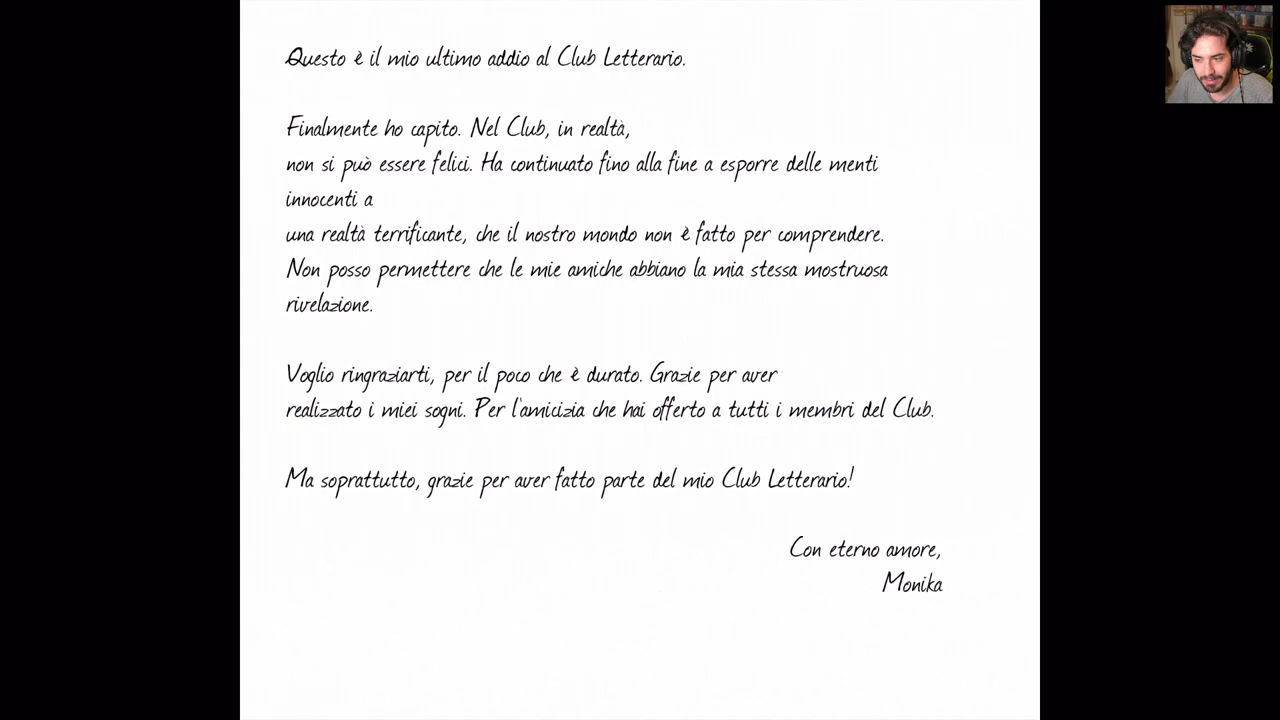 Questo è il mio ultimo addio al Club Letterario.
Finalmente ho capito. Nel Club, in realtà,
non si può essere felici. Ha continuato fino alla fine a esporre delle menti
innocenti a
una realtà terrificante, che il nostro mondo non è fatto per comprendere.
Non posso permettere che le mie amiche abbiano la mia stessa mostruosa
rivelazione.
Voglio ringraziarti, per il poco che è durato. Grazie per aver
realizzato i miei sogni. Per l'amicizia che hai offerto a tutti i membri del Club.
Ma soprattutto, grazie per aver fatto parte del mio Club Letterario!
Con eterno amore,
Monika